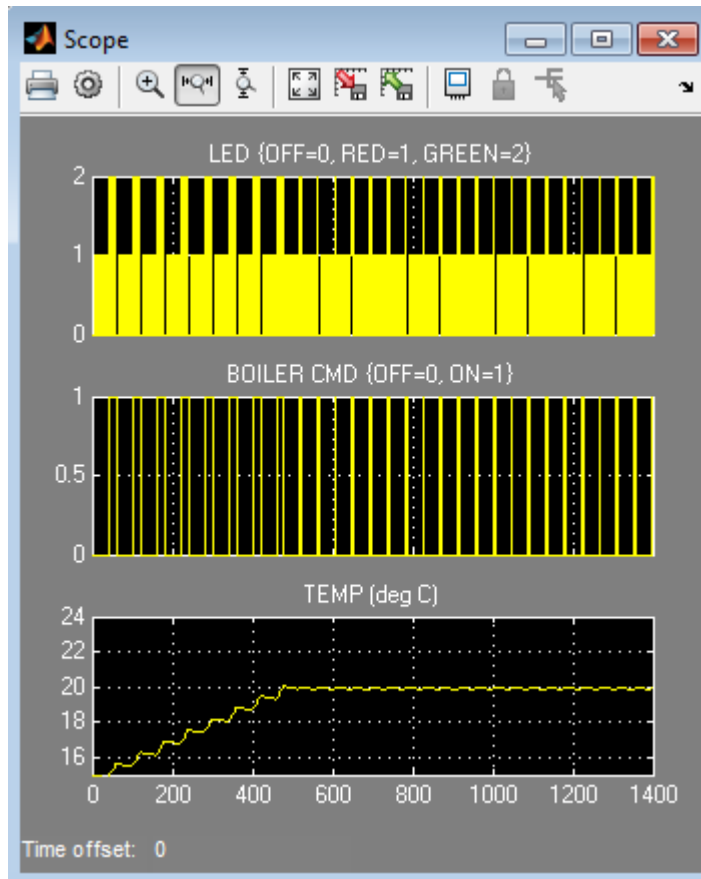 Scope
LED {OFF=0, RED=1, GREEN=2}
2
1
0
BOILER CMD {OFF=0, ON=1}
1
0.5
0
TEMP (deg C)
24
22
20
18
16
0 200 400 600 800 1000 1200 1400
Time offset: 0